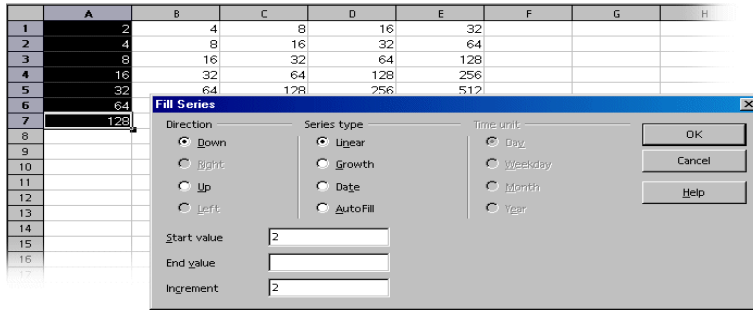 A B C D E F G H
1 2 4 8 16 32
2 4 8 16 32 64
3 8 16 32 64 128
4 16 32 64 128 256
5 32 64 128 256 512
6 64
7 128
8
9
10
11
12
13
14
15
16
17
Fill Series
Direction Series type Time unit
Down Linear Day OK
Right Growth Weekday Cancel
Up Date Month Help
Left AutoFill Year
Start value 2
End value
Increment 2